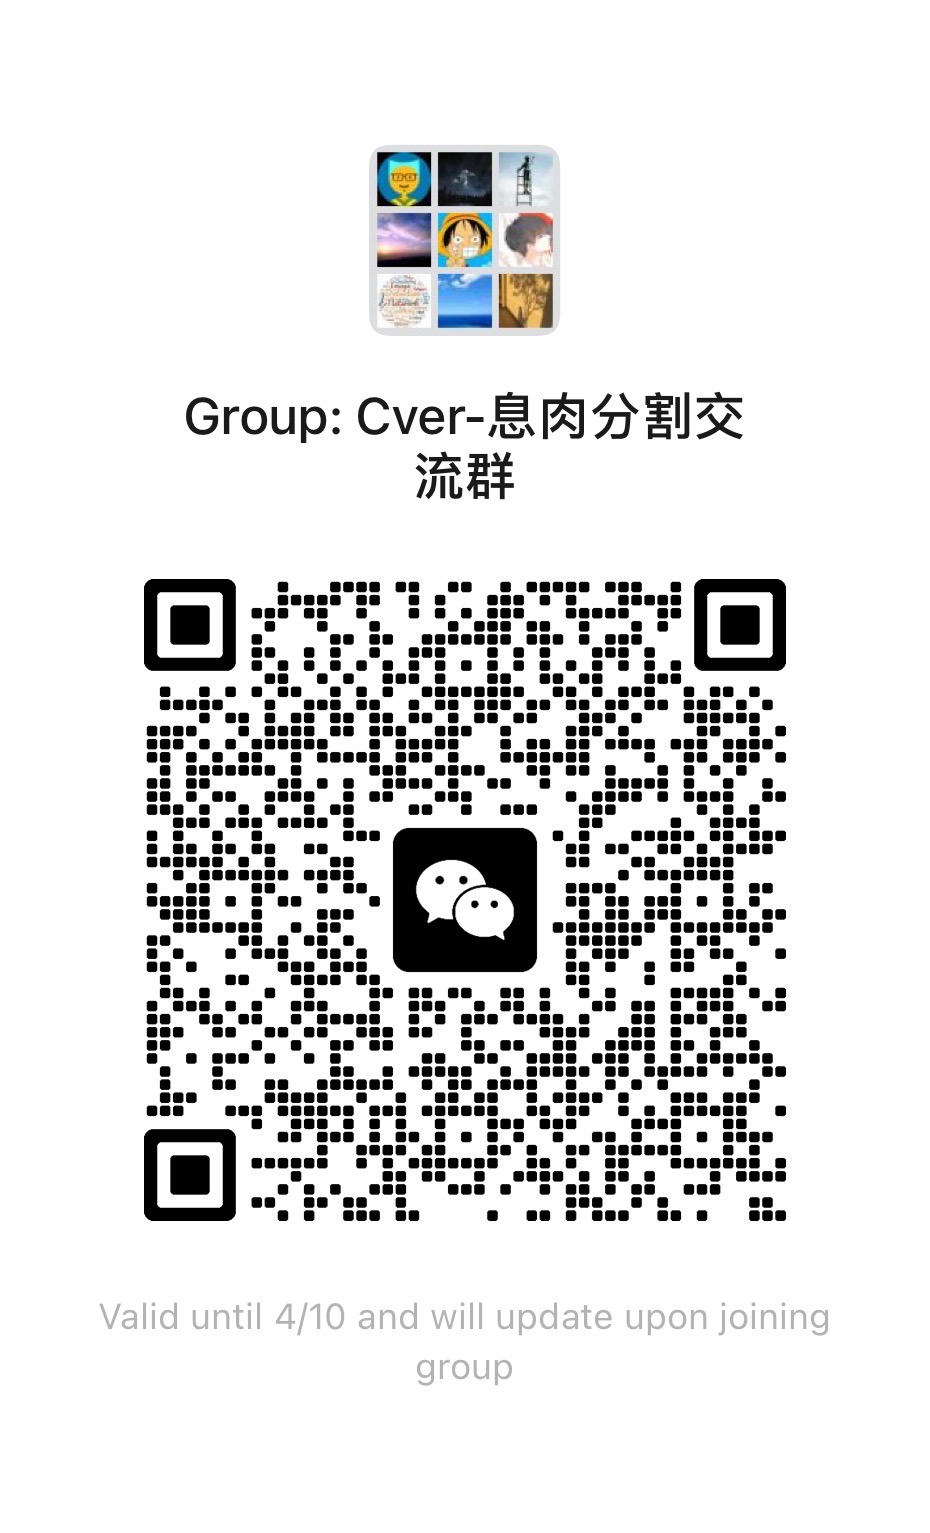 Group: Cver-息肉分割交
流群
Valid until 4/10 and will update upon joining
group